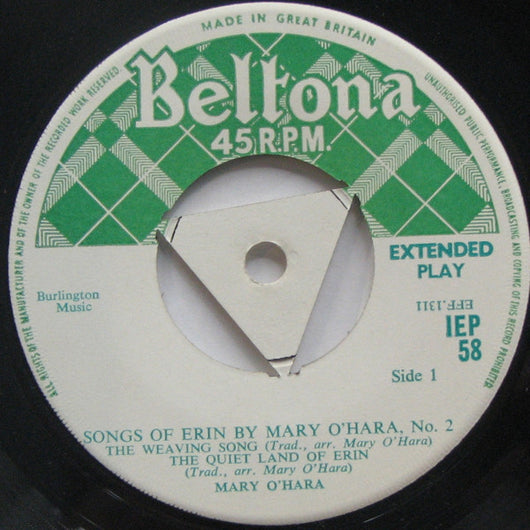 MADE IN GREAT BRITAIN
ALL RIGHTS OF THE MANUFACTURER AND OF THE OWNER OF THE RECORDED WORK RESERVED
UNAUTHORISED PUBLIC PERFORMANCE, BROADCASTING AND COPYING OF THIS RECORD PROHIBITED
Beltona
45 R.P.M.
EXTENDED
PLAY
Burlington
Music
EFF.1311
IEP
58
Side 1
SONGS OF ERIN BY MARY O'HARA, No. 2
THE WEAVING SONG (Trad., arr. Mary O'Hara)
THE QUIET LAND OF ERIN
(Trad., arr. Mary O'Hara)
MARY O'HARA